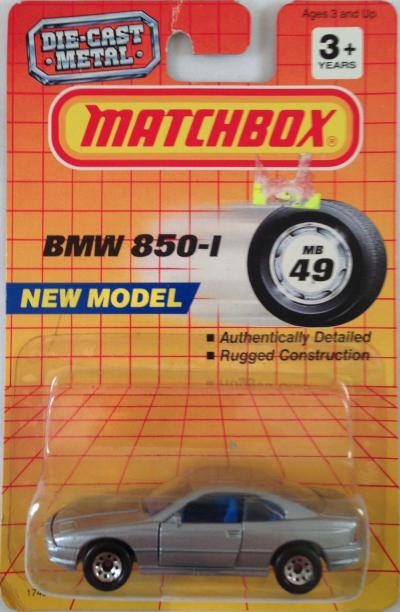 DIE-CAST
METAL
Ages 3 and Up
3+
YEARS
MATCHBOX®
BMW 850-I
MB
49
NEW MODEL
■ Authentically Detailed
■ Rugged Construction